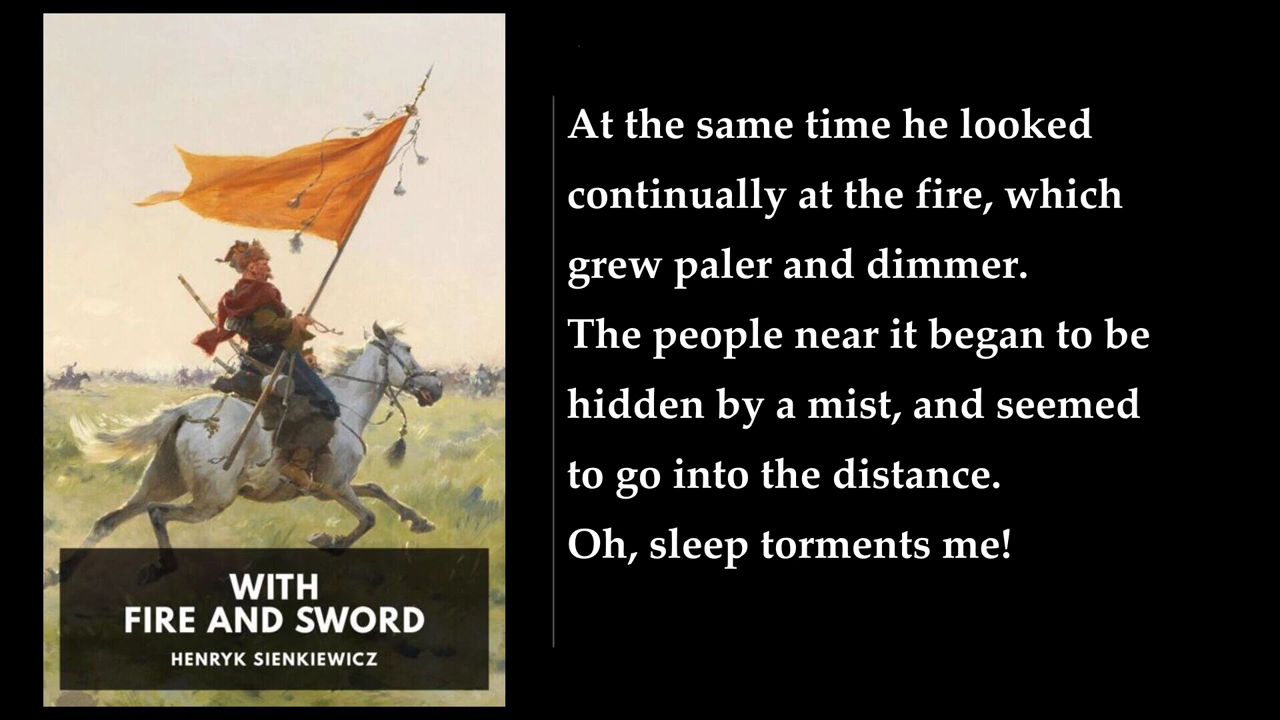 WITH
FIRE AND SWORD
HENRYK SIENKIEWICZ
At the same time he looked
continually at the fire, which
grew paler and dimmer.
The people near it began to be
hidden by a mist, and seemed
to go into the distance.
Oh, sleep torments me!